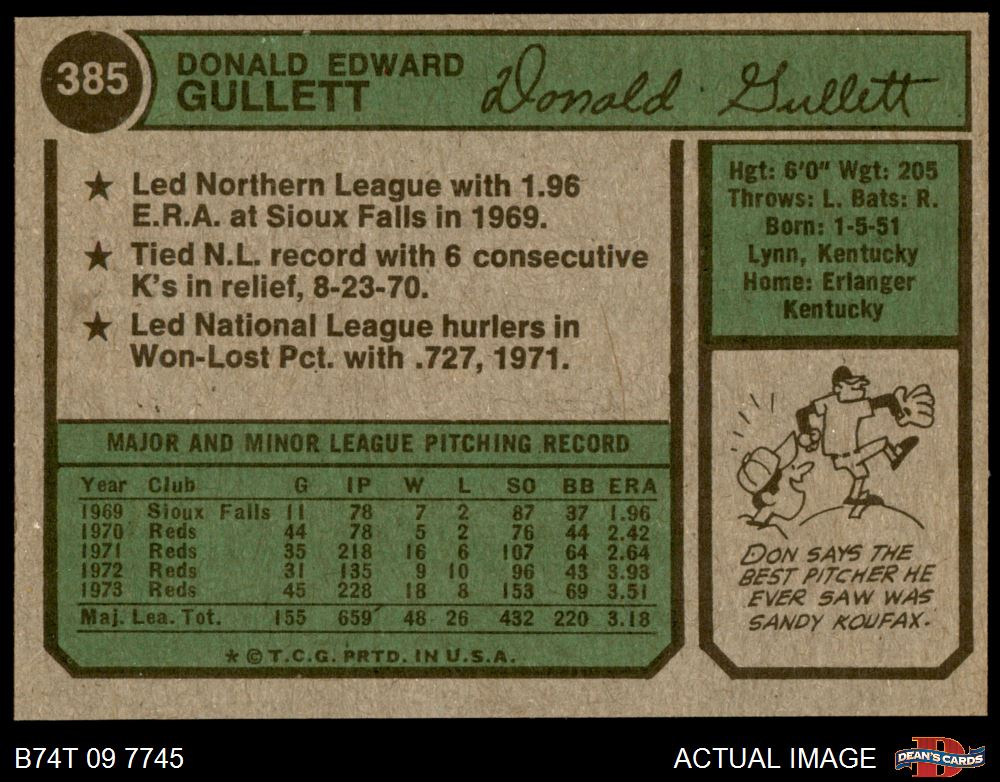 385
DONALD EDWARD
GULLETT
Donald Gullett
★ Led Northern League with 1.96
E.R.A. at Sioux Falls in 1969.
★ Tied N.L. record with 6 consecutive
K's in relief, 8-23-70.
★ Led National League hurlers in
Won-Lost Pct. with .727, 1971.
Hgt: 6'0" Wgt: 205
Throws: L. Bats: R.
Born: 1-5-51
Lynn, Kentucky
Home: Erlanger
Kentucky
MAJOR AND MINOR LEAGUE PITCHING RECORD
Year Club G IP W L SO BB ERA
1969 Sioux Falls 11 78 7 2 87 37 1.96
1970 Reds 44 78 5 2 76 44 2.42
1971 Reds 35 218 16 6 107 64 2.64
1972 Reds 31 135 9 10 96 43 3.93
1973 Reds 45 228 18 8 153 69 3.51
Maj. Lea. Tot. 155 659 48 26 432 220 3.18
* © T.C.G. PRTD. IN U.S.A.
DON SAYS THE
BEST PITCHER HE
EVER SAW WAS
SANDY KOUFAX.
B74T 09 7745
ACTUAL IMAGE
D
DEAN'S CARDS